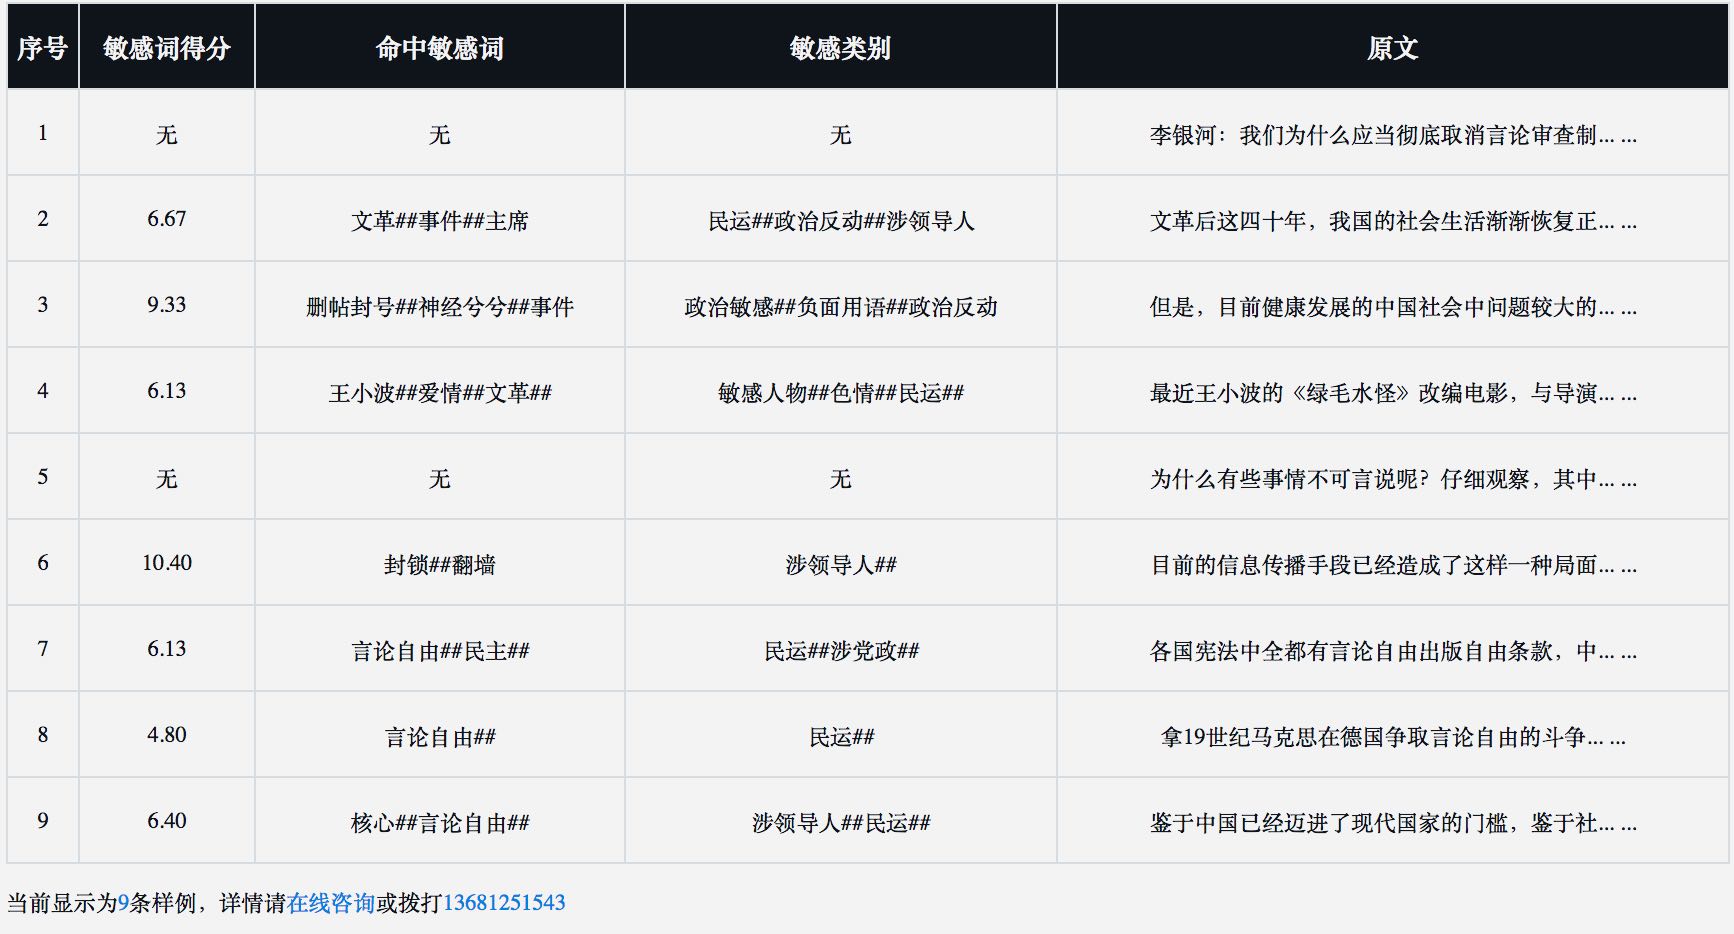 序号 敏感词得分 命中敏感词 敏感类别 原文
1 无 无 无 李银河：我们为什么应当彻底取消言论审查制... ...
2 6.67 文革##事件##主席 民运##政治反动##涉领导人 文革后这四十年，我国的社会生活渐渐恢复正... ...
3 9.33 删帖封号##神经兮兮##事件 政治敏感##负面用语##政治反动 但是，目前健康发展的中国社会中问题较大的... ...
4 6.13 王小波##爱情##文革## 敏感人物##色情##民运## 最近王小波的《绿毛水怪》改编电影，与导演... ...
5 无 无 无 为什么有些事情不可言说呢？仔细观察，其中... ...
6 10.40 封锁##翻墙 涉领导人## 目前的信息传播手段已经造成了这样一种局面... ...
7 6.13 言论自由##民主## 民运##涉党政## 各国宪法中全都有言论自由出版自由条款，中... ...
8 4.80 言论自由## 民运## 拿19世纪马克思在德国争取言论自由的斗争... ...
9 6.40 核心##言论自由## 涉领导人##民运## 鉴于中国已经迈进了现代国家的门槛，鉴于社... ...
当前显示为9条样例，详情请在线咨询或拨打13681251543